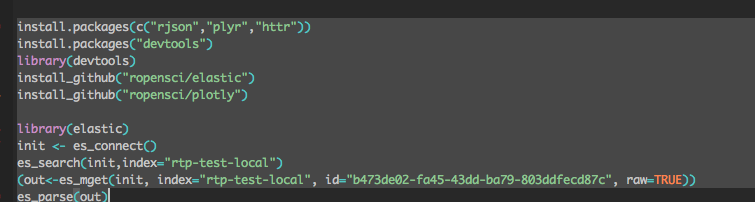 install.packages(c("rjson","plyr","httr"))
install.packages("devtools")
library(devtools)
install_github("ropensci/elastic")
install_github("ropensci/plotly")
library(elastic)
init <- es_connect()
es_search(init,index="rtp-test-local")
(out<-es_mget(init, index="rtp-test-local", id="b473de02-fa45-43dd-ba79-803ddfecd87c", raw=TRUE))
es_parse(out)